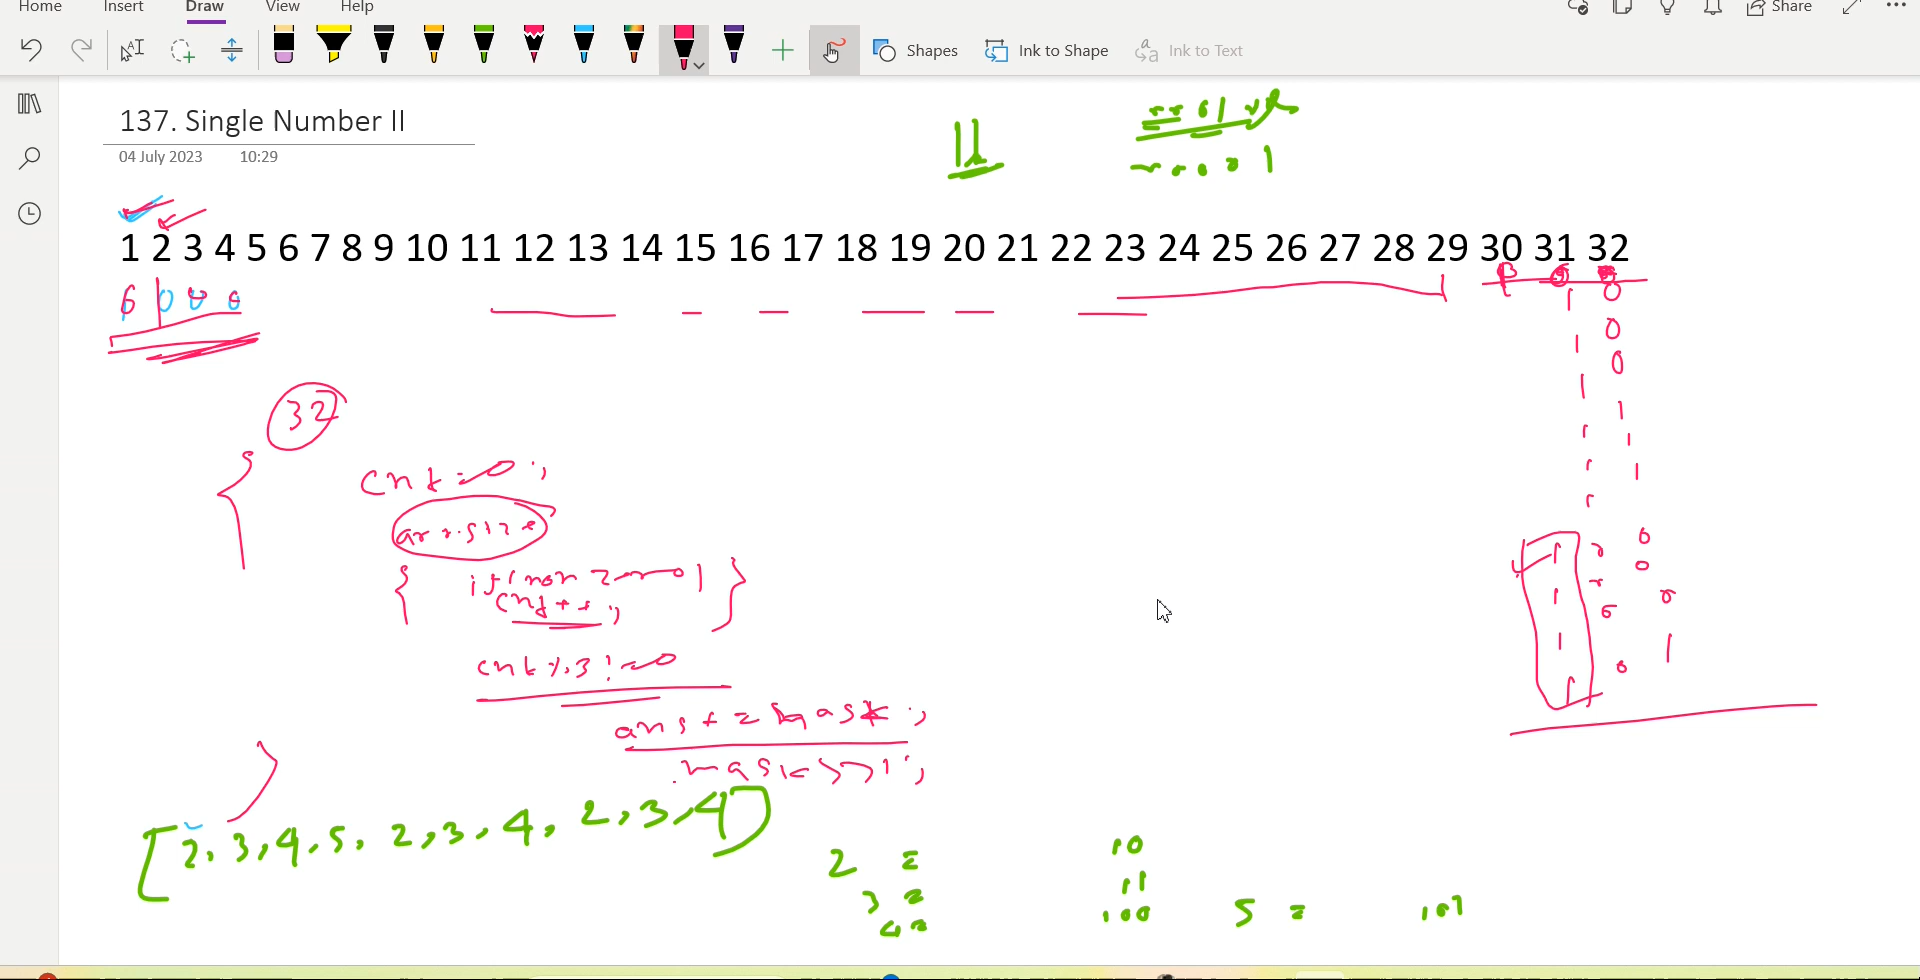 Home Insert Draw View Help Share
Shapes Ink to Shape Ink to Text
137. Single Number II
04 July 2023 10:29
1 2 3 4 5 6 7 8 9 10 11 12 13 14 15 16 17 18 19 20 21 22 23 24 25 26 27 28 29 30 31 32
32
cnt = 0 ;
arr.size
{ if (non zero) }
cnt++ ;
cnt % 3 != 0
ans += mask ;
mask >> 1 ;
[2, 3, 4, 5, 2, 3, 4, 2, 3, 4]
2 = 10
3 = 11
4 = 100 5 = 101